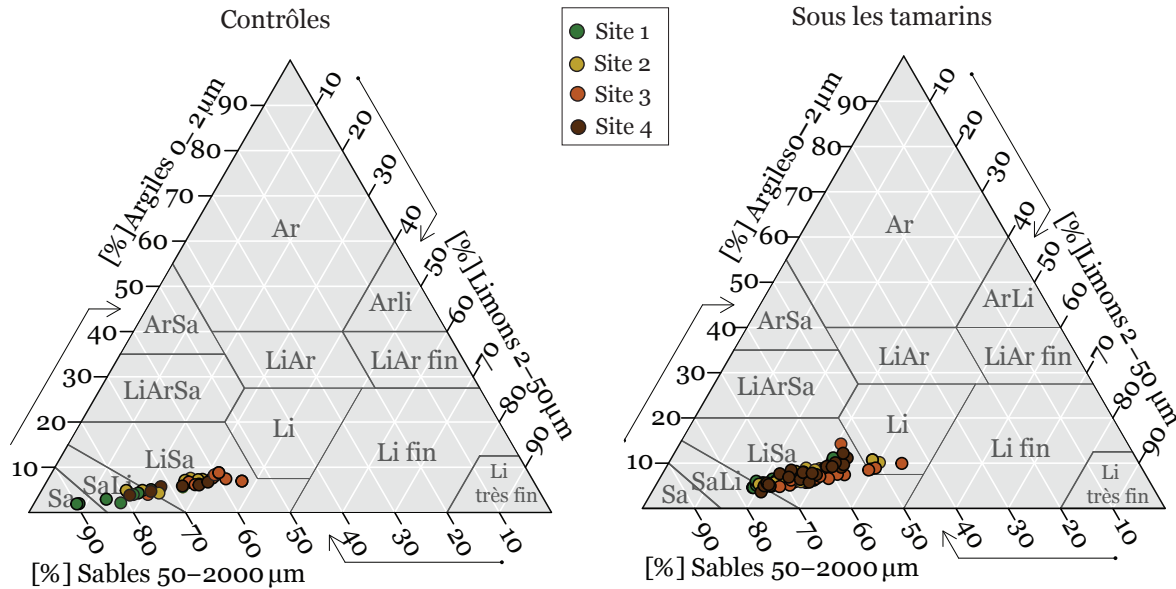 Contrôles
Sous les tamarins
Site 1
Site 2
Site 3
Site 4
[%] Argiles 0–2 µm
90
80
70
60
50
40
30
20
10
[%] Limons 2–50 µm
10
20
30
40
50
60
70
80
90
[%] Sables 50–2000 µm
90
80
70
60
50
40
30
20
10
Ar
ArSa
Arli
LiAr
LiAr fin
LiArSa
Li
LiSa
Li fin
Li
très fin
SaLi
Sa
[%] Argiles 0–2 µm
90
80
70
60
50
40
30
20
10
[%] Limons 2–50 µm
10
20
30
40
50
60
70
80
90
[%] Sables 50–2000 µm
90
80
70
60
50
40
30
20
10
Ar
ArSa
ArLi
LiAr
LiAr fin
LiArSa
Li
LiSa
Li fin
Li
très fin
SaLi
Sa